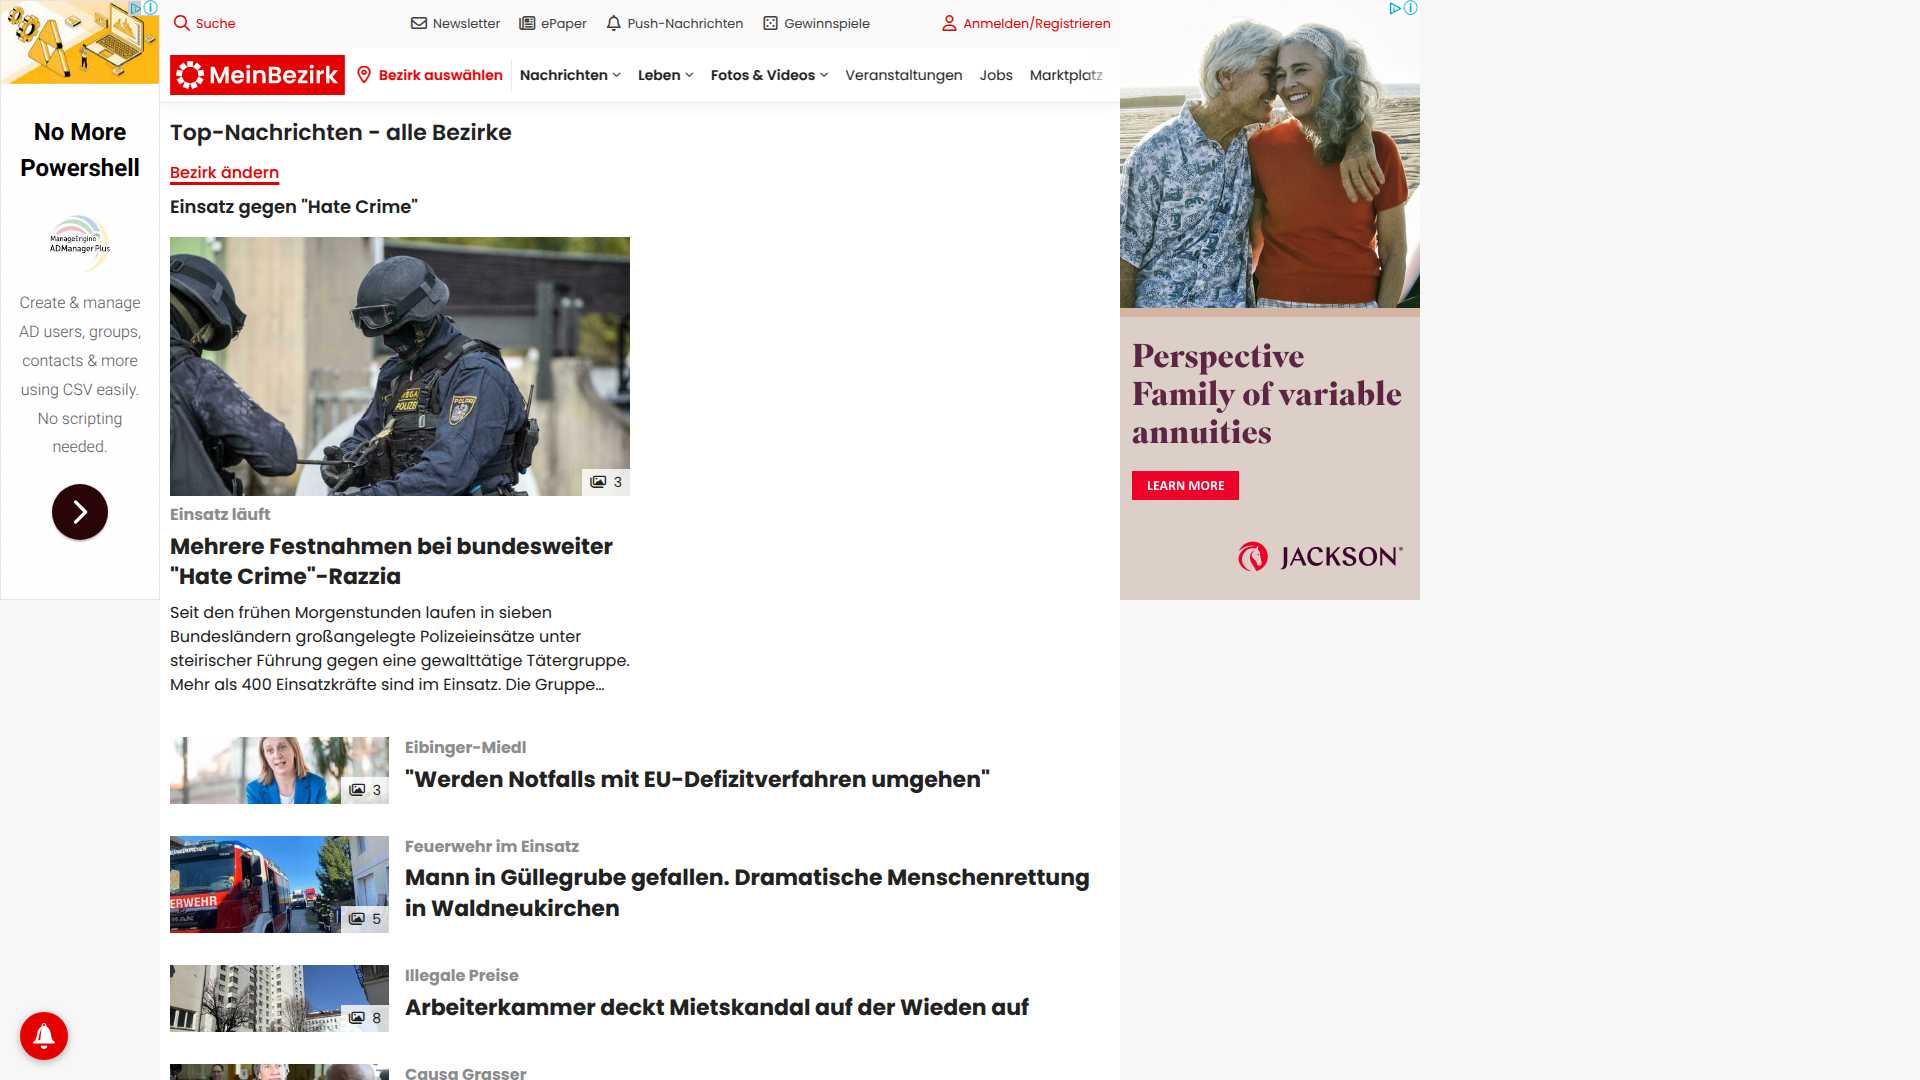 Suche
Newsletter
ePaper
Push-Nachrichten
Gewinnspiele
Anmelden/Registrieren
MeinBezirk
Bezirk auswählen
Nachrichten
Leben
Fotos & Videos
Veranstaltungen
Jobs
Marktplatz
No More
Powershell
ManageEngine
ADManager Plus
Create & manage
AD users, groups,
contacts & more
using CSV easily.
No scripting
needed.
Top-Nachrichten - alle Bezirke
Bezirk ändern
Einsatz gegen "Hate Crime"
POLIZEI
3
Einsatz läuft
Mehrere Festnahmen bei bundesweiter
"Hate Crime"-Razzia
Seit den frühen Morgenstunden laufen in sieben
Bundesländern großangelegte Polizeieinsätze unter
steirischer Führung gegen eine gewalttätige Tätergruppe.
Mehr als 400 Einsatzkräfte sind im Einsatz. Die Gruppe...
3
Eibinger-Miedl
"Werden Notfalls mit EU-Defizitverfahren umgehen"
ERWEHR
5
Feuerwehr im Einsatz
Mann in Güllegrube gefallen. Dramatische Menschenrettung
in Waldneukirchen
8
Illegale Preise
Arbeiterkammer deckt Mietskandal auf der Wieden auf
Causa Grasser
Perspective
Family of variable
annuities
LEARN MORE
JACKSON®